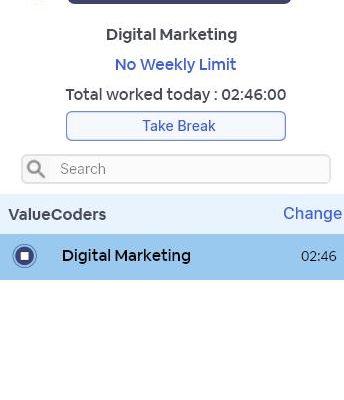 Digital Marketing
No Weekly Limit
Total worked today : 02:46:00
Take Break
Search
ValueCoders Change
Digital Marketing 02:46